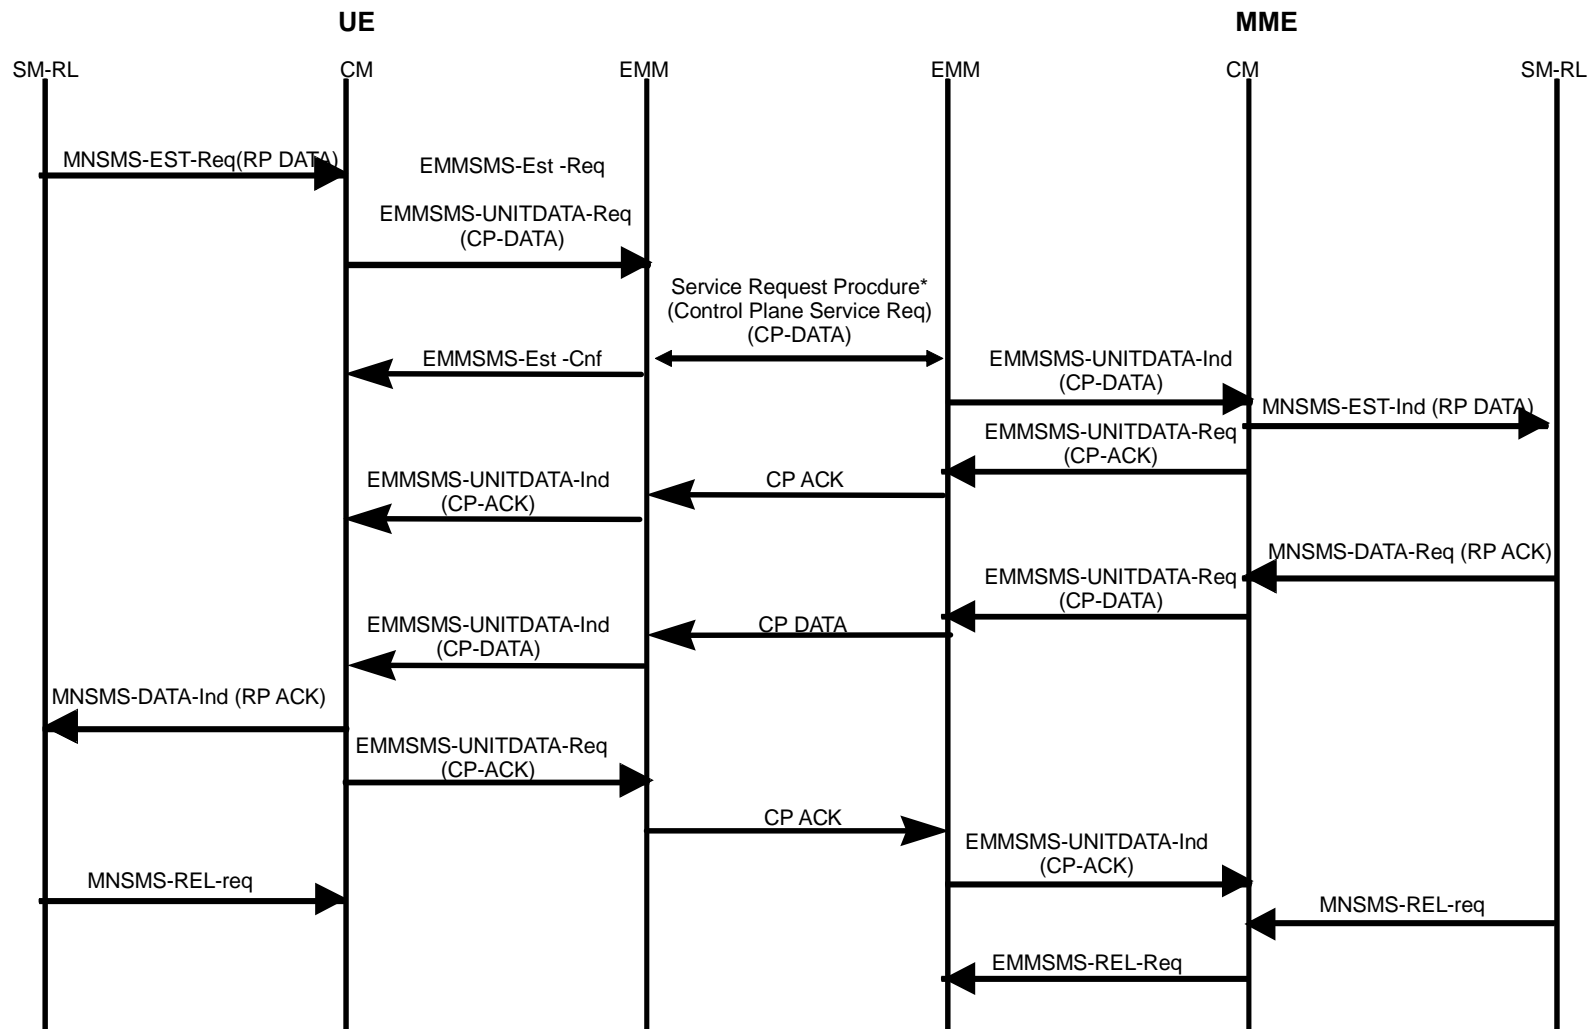 UE
MME
SM-RL
CM
EMM
EMM
CM
SM-RL
MNSMS-EST-Req(RP DATA)
EMMSMS-Est -Req
EMMSMS-UNITDATA-Req
(CP-DATA)
Service Request Procdure*
(Control Plane Service Req)
(CP-DATA)
EMMSMS-Est -Cnf
EMMSMS-UNITDATA-Ind
(CP-DATA)
MNSMS-EST-Ind (RP DATA)
EMMSMS-UNITDATA-Req
(CP-ACK)
CP ACK
EMMSMS-UNITDATA-Ind
(CP-ACK)
MNSMS-DATA-Req (RP ACK)
EMMSMS-UNITDATA-Req
(CP-DATA)
CP DATA
EMMSMS-UNITDATA-Ind
(CP-DATA)
MNSMS-DATA-Ind (RP ACK)
EMMSMS-UNITDATA-Req
(CP-ACK)
CP ACK
EMMSMS-UNITDATA-Ind
(CP-ACK)
MNSMS-REL-req
MNSMS-REL-req
EMMSMS-REL-Req